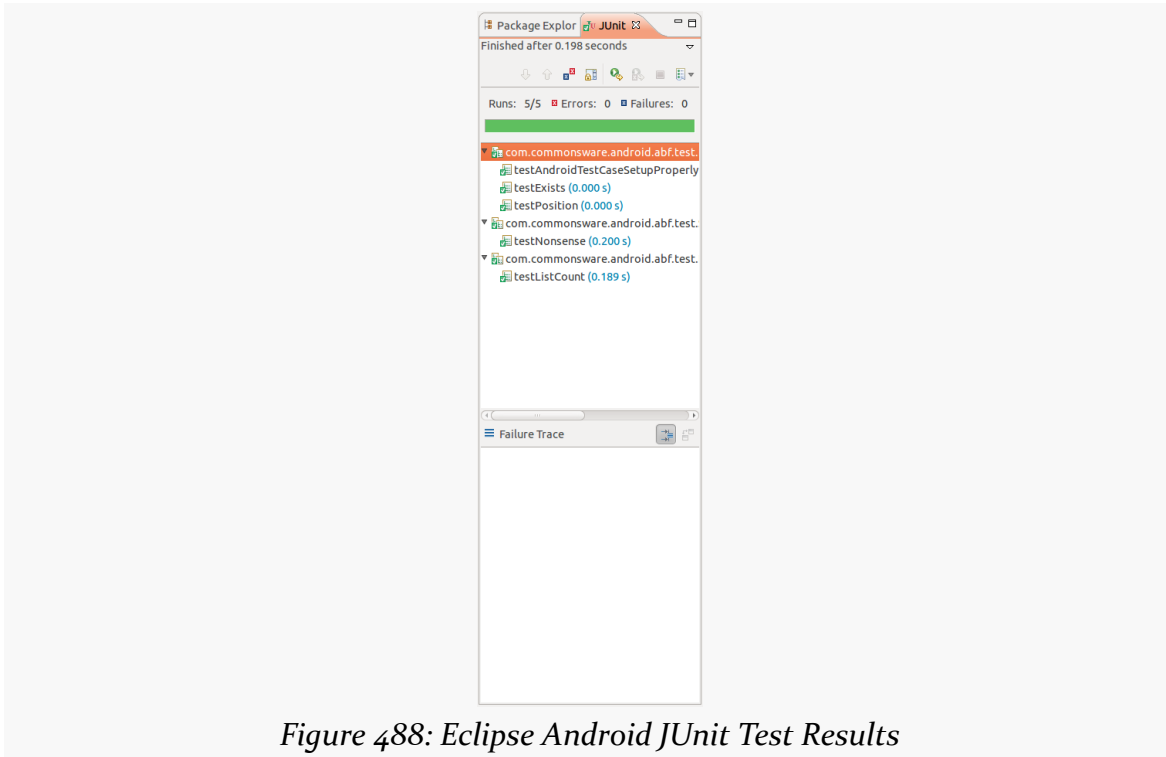 Package Explor JUnit
Finished after 0.198 seconds
Runs: 5/5 Errors: 0 Failures: 0
com.commonsware.android.abf.test.
testAndroidTestCaseSetupProperly
testExists (0.000 s)
testPosition (0.000 s)
com.commonsware.android.abf.test.
testNonsense (0.200 s)
com.commonsware.android.abf.test.
testListCount (0.189 s)
Failure Trace
Figure 488: Eclipse Android JUnit Test Results